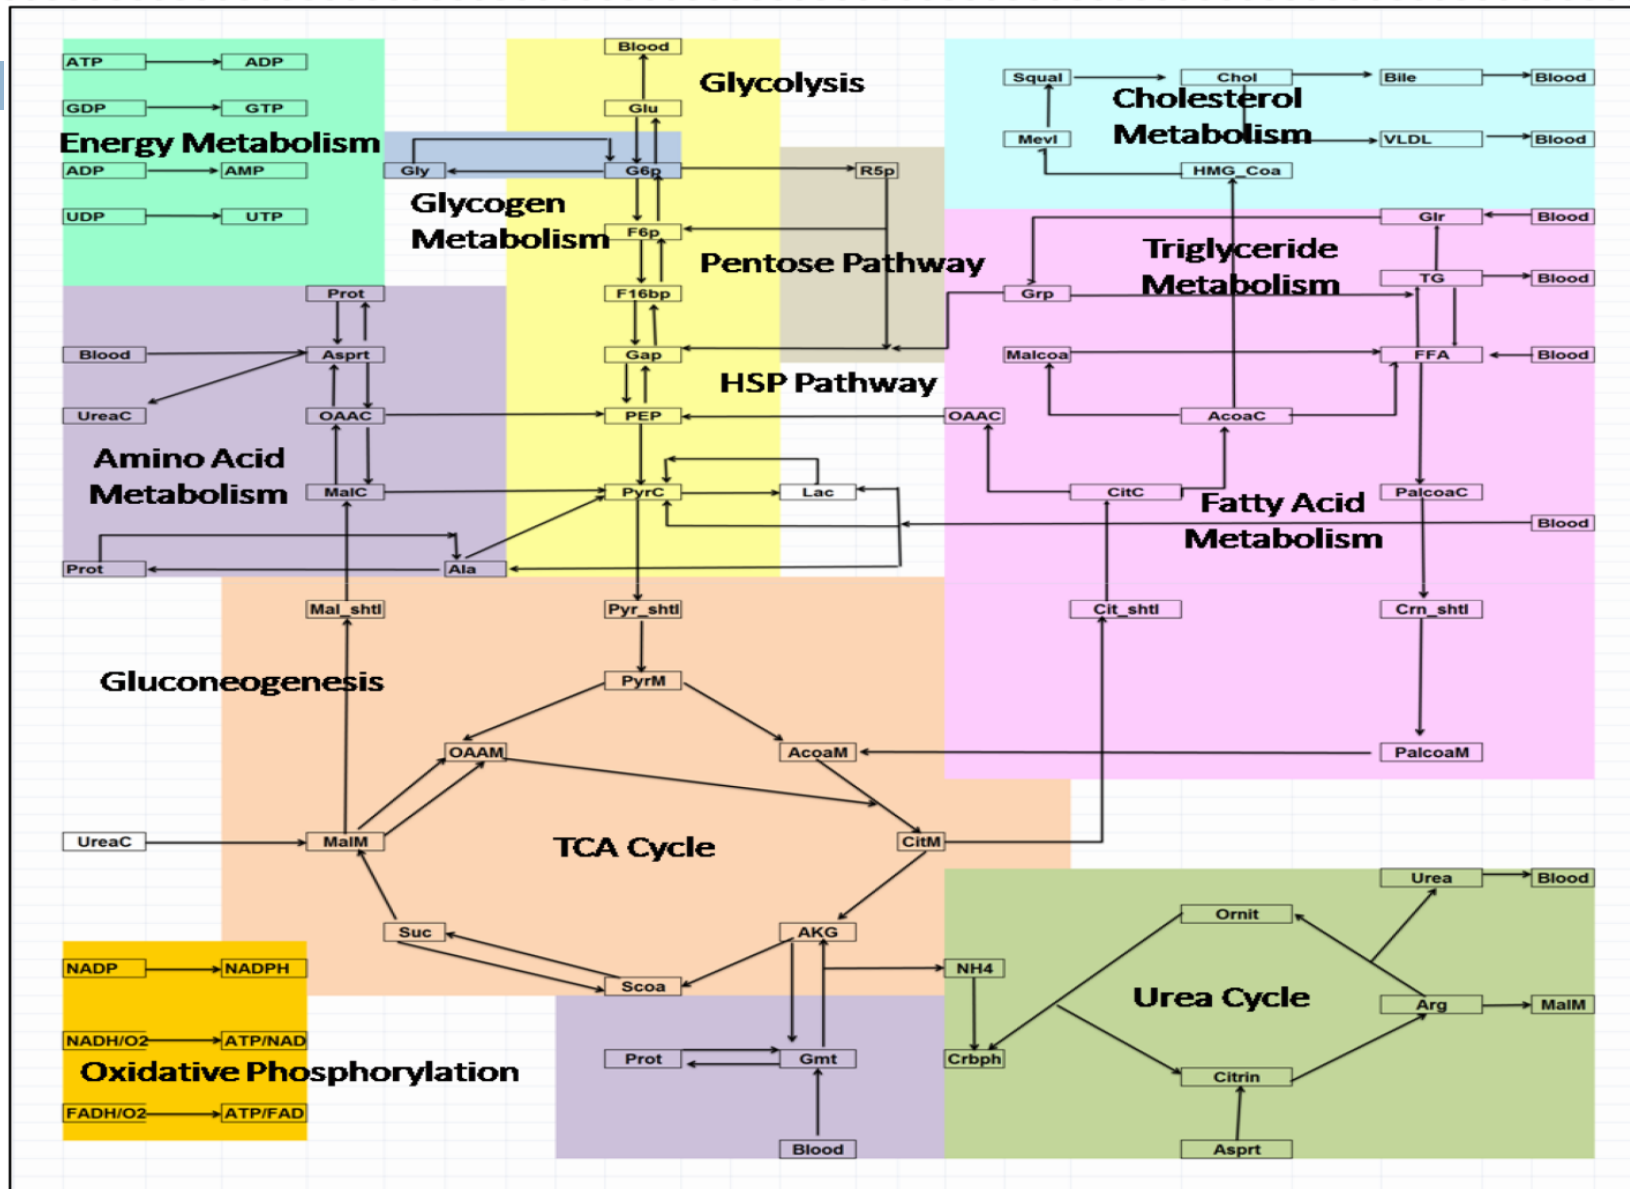 Blood
Glycolysis
ATP
ADP
Squal
Chol
Bile
Blood
GDP
GTP
Glu
Cholesterol
Metabolism
Energy Metabolism
Mevl
VLDL
Blood
ADP
AMP
Gly
G6p
R5p
HMG_Coa
Glycogen
Metabolism
UDP
UTP
F6p
Glr
Blood
Pentose Pathway
Triglyceride
Metabolism
TG
Blood
Prot
F16bp
Grp
Blood
Asprt
Gap
Malcoa
FFA
Blood
HSP Pathway
UreaC
OAAC
PEP
OAAC
AcoaC
Amino Acid
Metabolism
MalC
PyrC
Lac
CitC
PalcoaC
Fatty Acid
Metabolism
Blood
Prot
Ala
Mal_shtl
Pyr_shtl
Cit_shtl
Crn_shtl
Gluconeogenesis
PyrM
OAAM
AcoaM
PalcoaM
UreaC
MalM
TCA Cycle
CitM
Urea
Blood
Suc
AKG
Ornit
NADP
NADPH
Scoa
NH4
Urea Cycle
Arg
MalM
NADH/O2
ATP/NAD
Oxidative Phosphorylation
Prot
Gmt
Crbph
Citrin
FADH/O2
ATP/FAD
Blood
Asprt